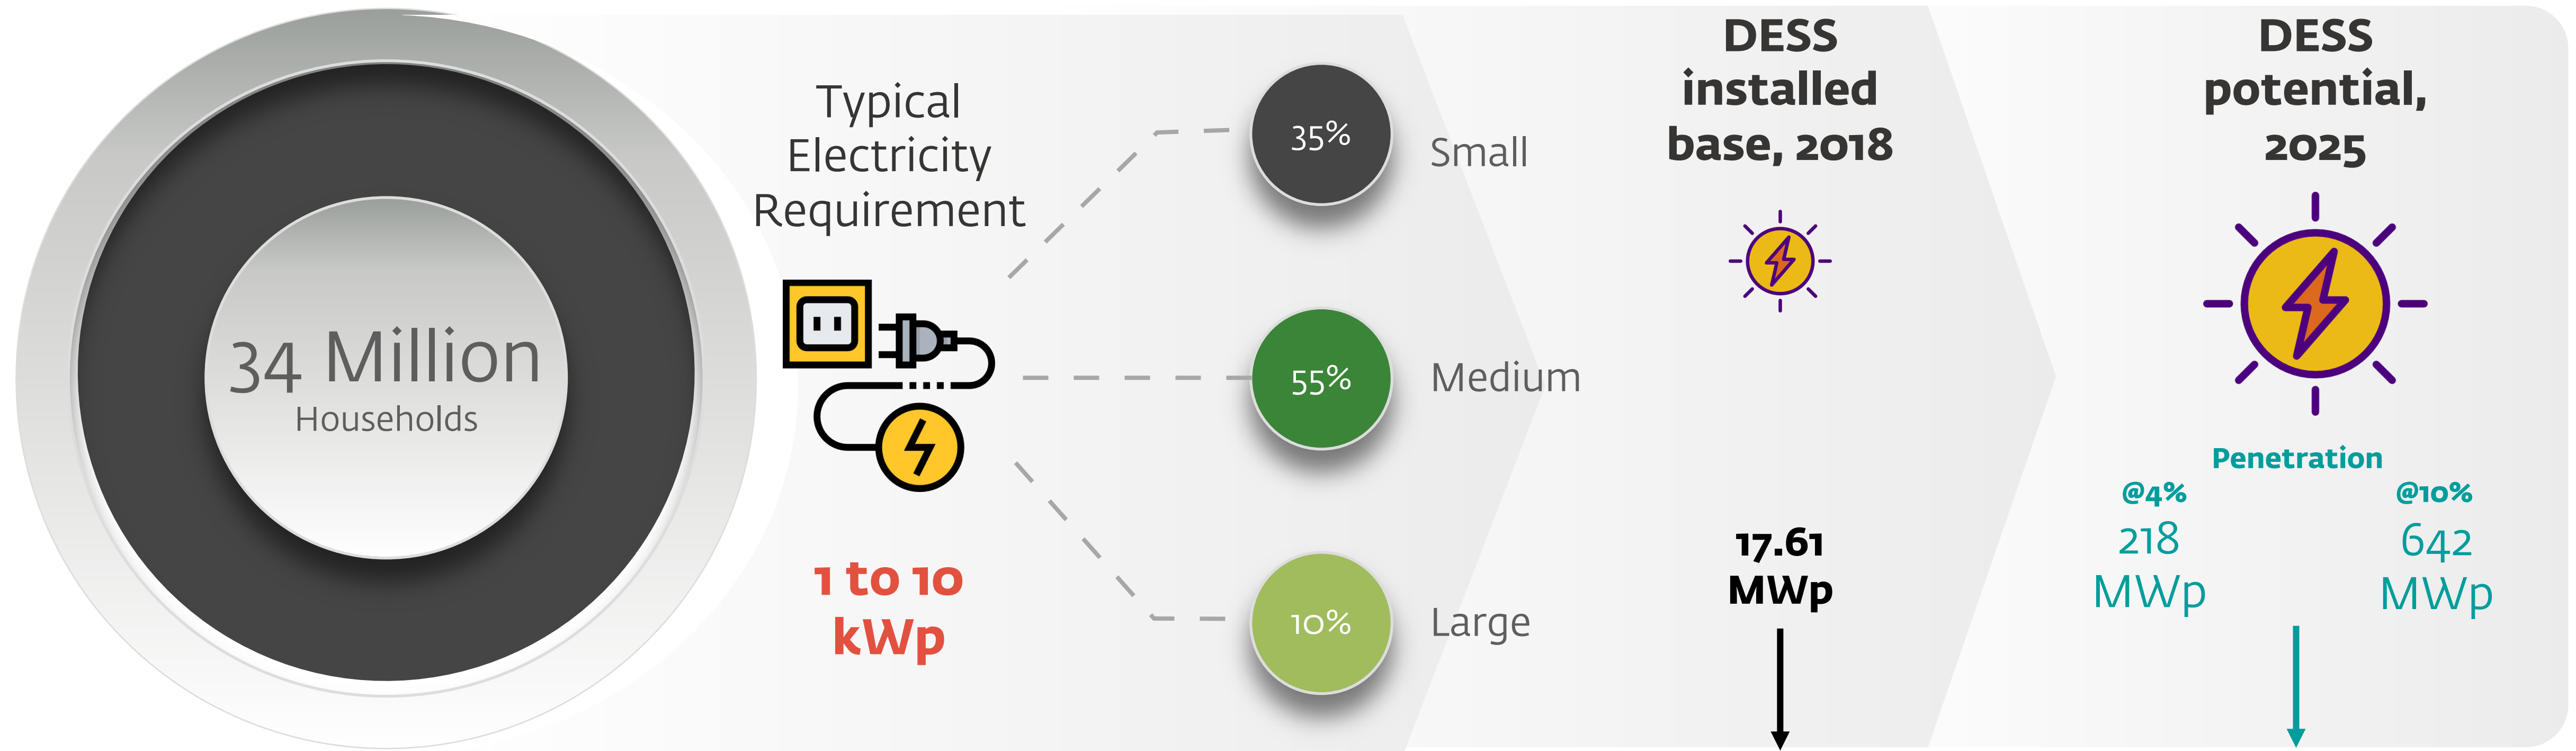 34 Million
Households
Typical
Electricity
Requirement
1 to 10
kWp
35%
Small
55%
Medium
10%
Large
DESS
installed
base, 2018
17.61
MWp
DESS
potential,
2025
Penetration
@4%
218
MWp
@10%
642
MWp